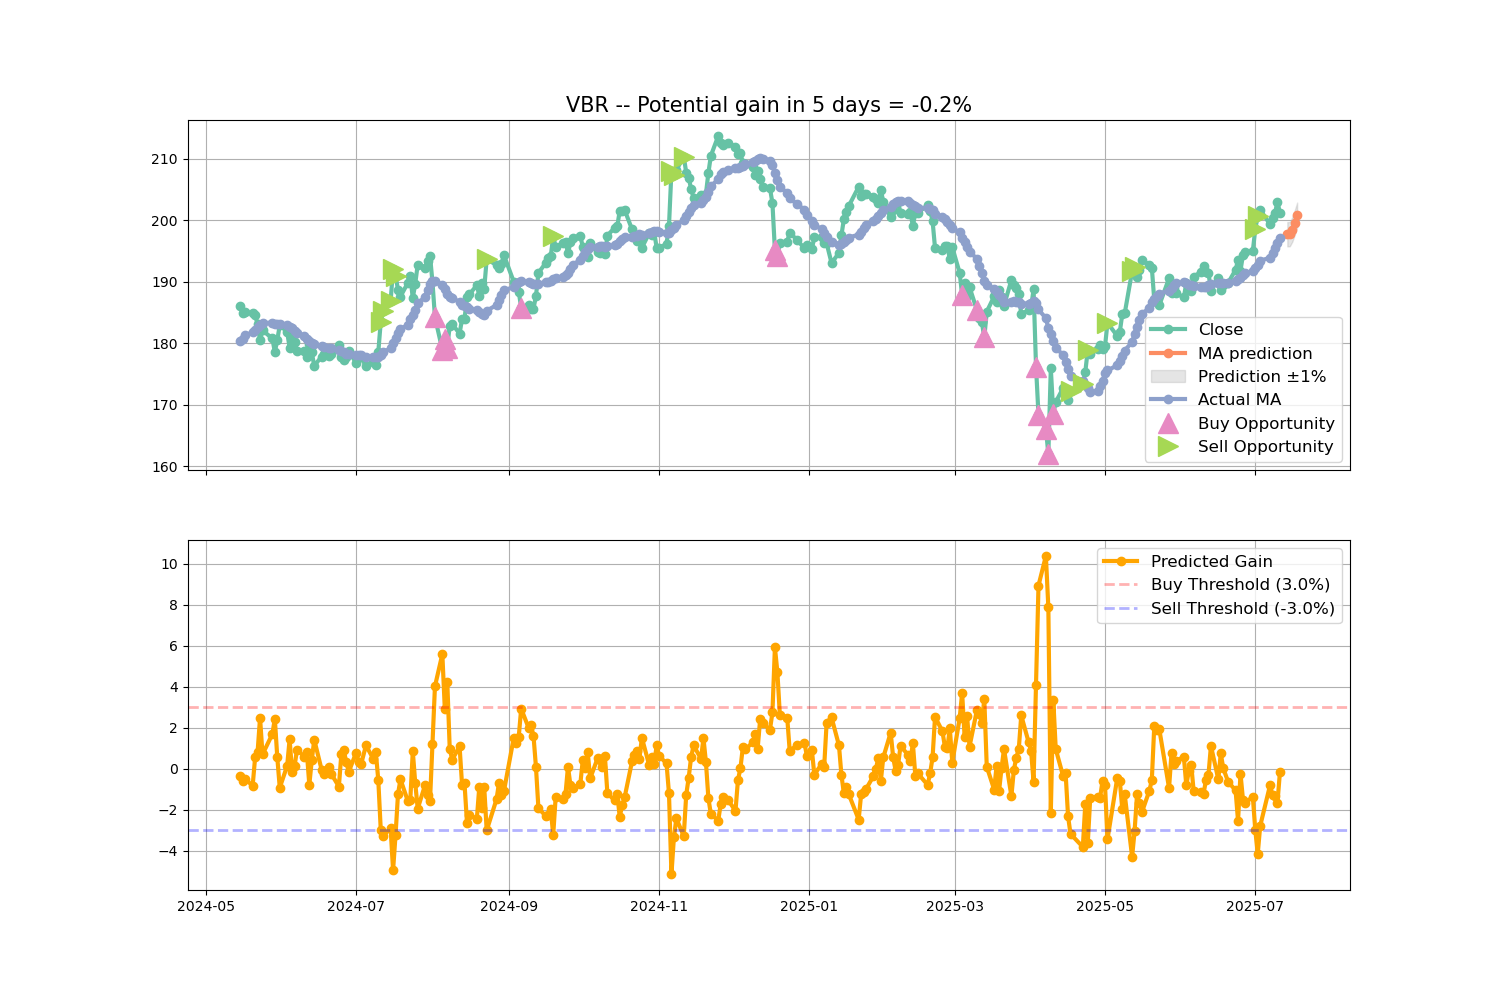 VBR -- Potential gain in 5 days = -0.2%
210
200
190
180
170
160
Close
MA prediction
Prediction ±1%
Actual MA
Buy Opportunity
Sell Opportunity
10
8
6
4
2
0
−2
−4
Predicted Gain
Buy Threshold (3.0%)
Sell Threshold (-3.0%)
2024-05
2024-07
2024-09
2024-11
2025-01
2025-03
2025-05
2025-07